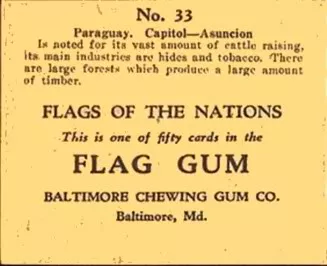 No. 33
Paraguay. Capitol—Asuncion
Is noted for its vast amount of cattle raising,
its main industries are hides and tobacco. There
are large forests which produce a large amount
of timber.
FLAGS OF THE NATIONS
This is one of fifty cards in the
FLAG GUM
BALTIMORE CHEWING GUM CO.
Baltimore, Md.